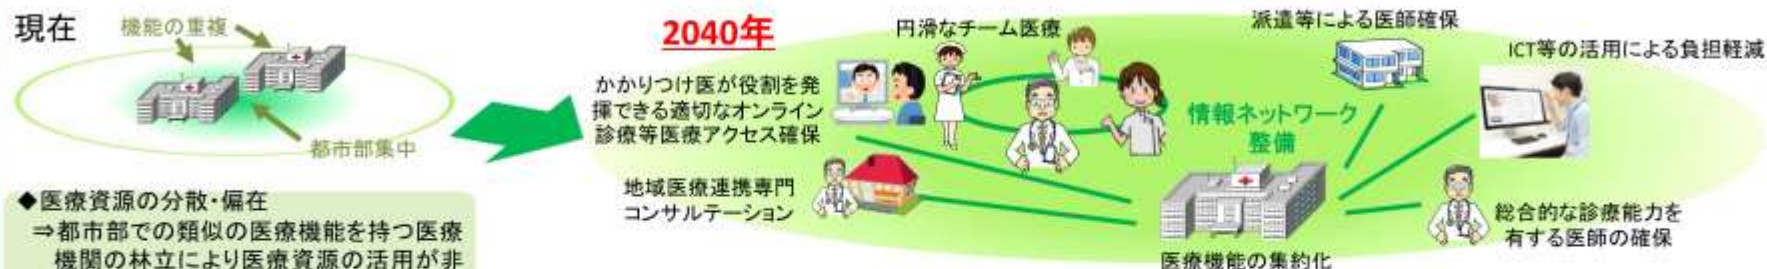 現在
機能の重複
都市部集中
◆医療資源の分散・偏在
⇒都市部での類似の医療機能を持つ医療
機関の林立により医療資源の活用が非
2040年
円滑なチーム医療
派遣等による医師確保
ICT等の活用による負担軽減
かかりつけ医が役割を発
揮できる適切なオンライン
診療等医療アクセス確保
情報ネットワーク
整備
地域医療連携専門
コンサルテーション
総合的な診療能力を
有する医師の確保
医療機能の集約化